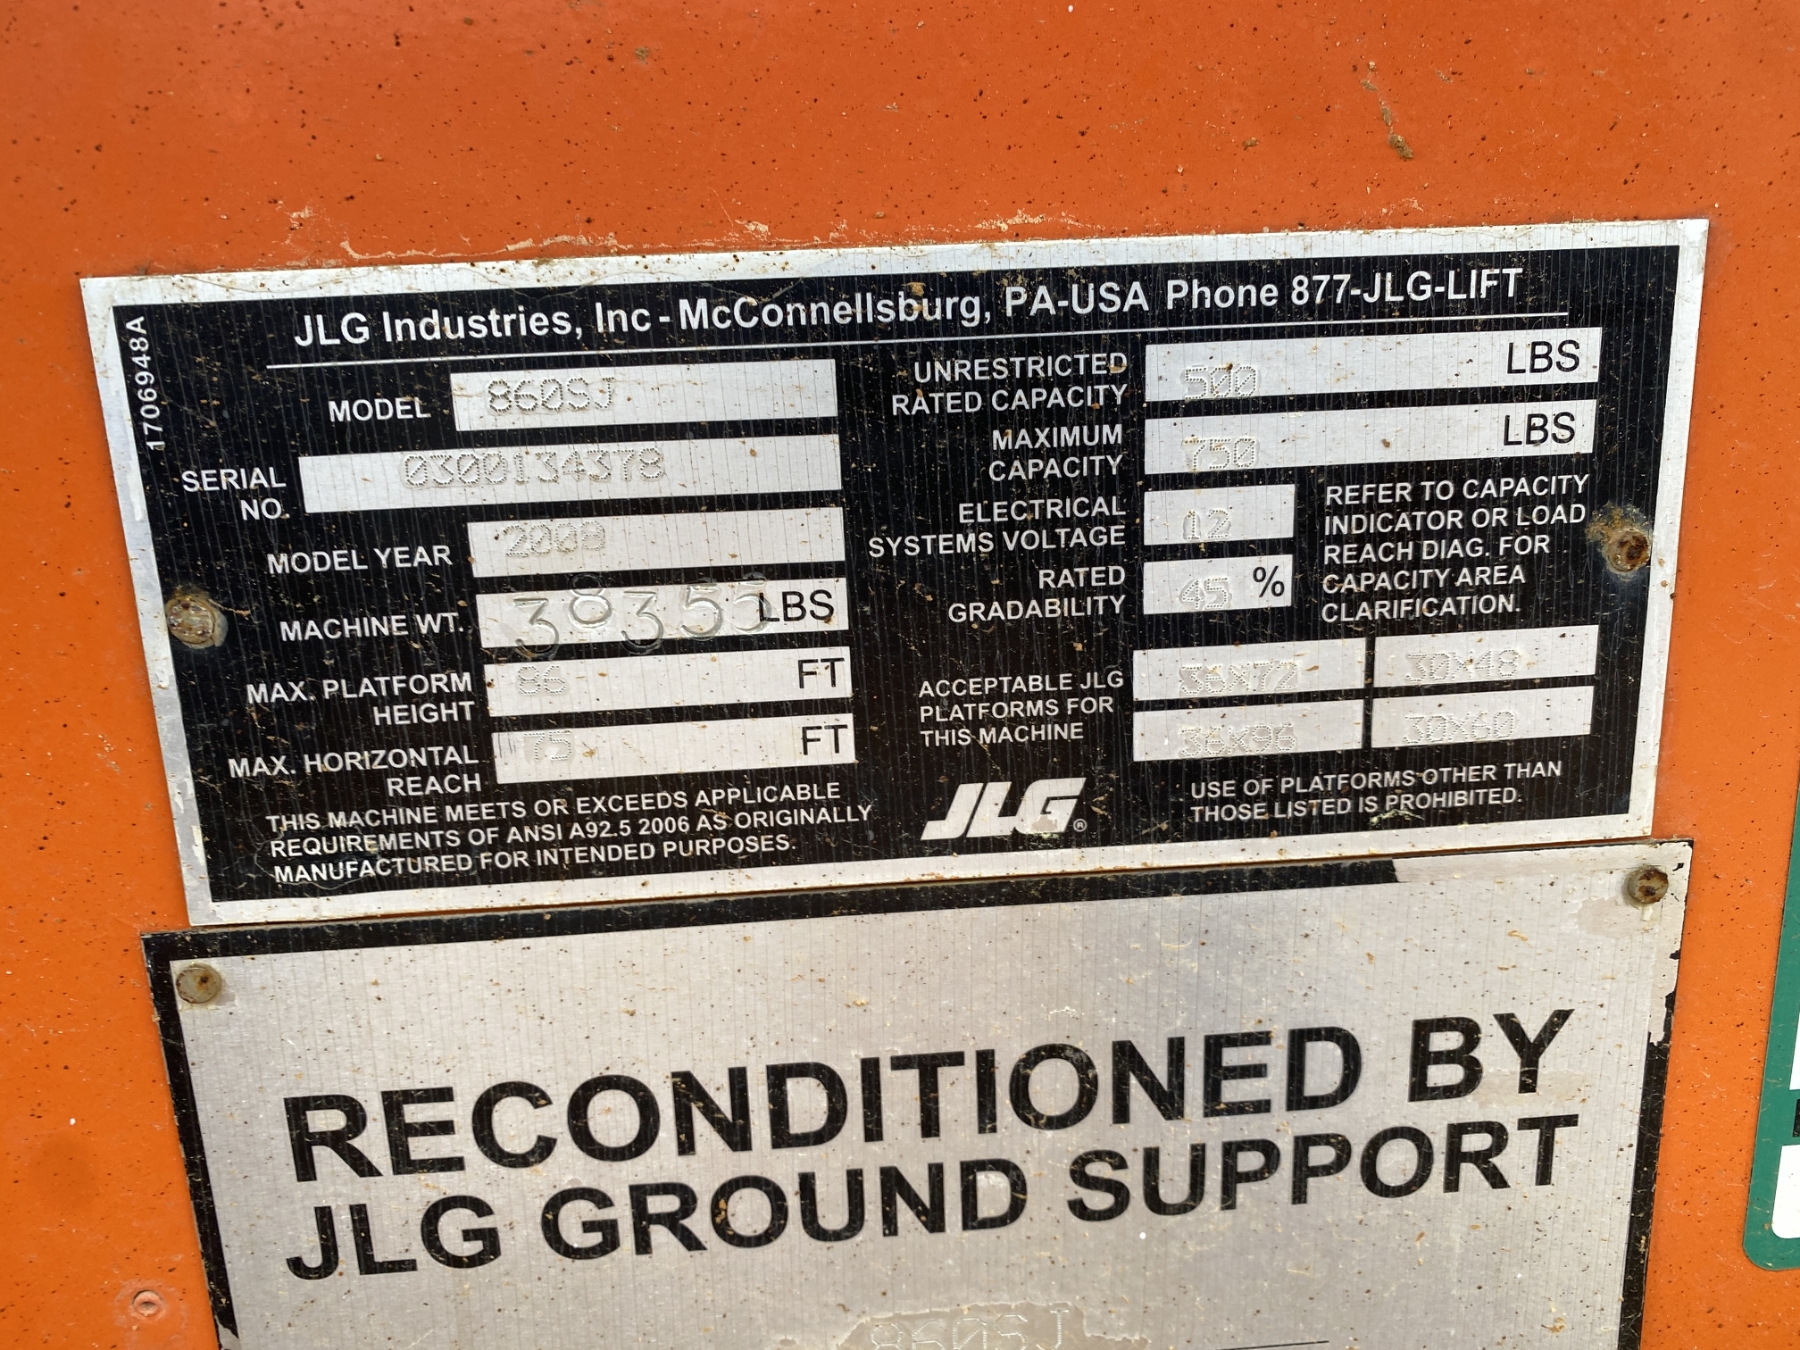 JLG Industries, Inc - McConnellsburg, PA-USA Phone 877-JLG-LIFT
1706948A
MODEL 860SJ
SERIAL NO. 0300134378
MODEL YEAR 2008
MACHINE WT. 38355 LBS
MAX. PLATFORM HEIGHT 86 FT
MAX. HORIZONTAL REACH 75 FT
THIS MACHINE MEETS OR EXCEEDS APPLICABLE
REQUIREMENTS OF ANSI A92.5 2006 AS ORIGINALLY
MANUFACTURED FOR INTENDED PURPOSES.
UNRESTRICTED RATED CAPACITY 500 LBS
MAXIMUM CAPACITY 750 LBS
ELECTRICAL SYSTEMS VOLTAGE 12
RATED GRADABILITY 45 %
REFER TO CAPACITY
INDICATOR OR LOAD
REACH DIAG. FOR
CAPACITY AREA
CLARIFICATION.
ACCEPTABLE JLG
PLATFORMS FOR
THIS MACHINE
36X72 30X48
36X96 30X60
JLG®
USE OF PLATFORMS OTHER THAN
THOSE LISTED IS PROHIBITED.
RECONDITIONED BY
JLG GROUND SUPPORT
860SJ